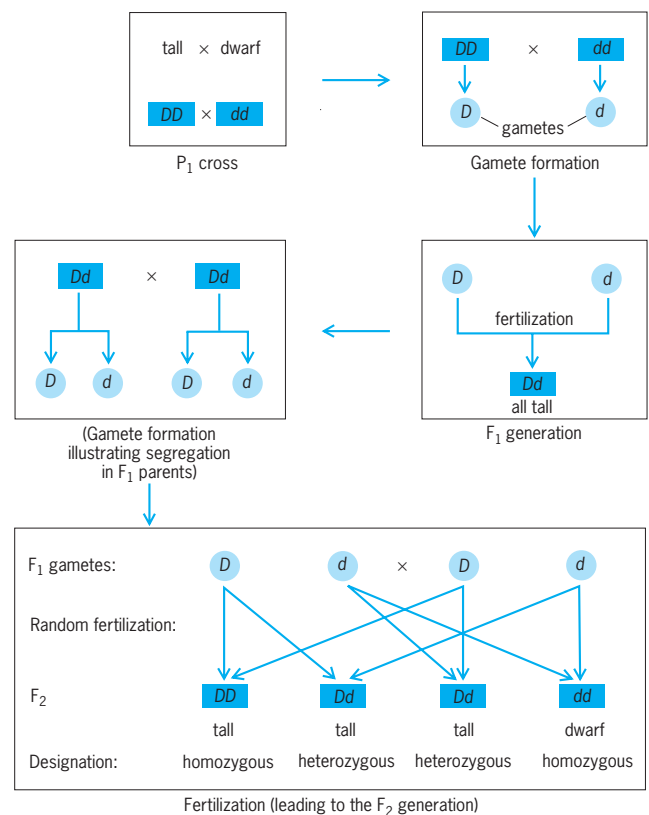 tall × dwarf
DD × dd
P₁ cross
DD × dd
D d
gametes
Gamete formation
D d
fertilization
Dd
all tall
F₁ generation
Dd × Dd
D d D d
(Gamete formation
illustrating segregation
in F₁ parents)
F₁ gametes: D d × D d
Random fertilization:
F₂ DD Dd Dd dd
tall tall tall dwarf
Designation: homozygous heterozygous heterozygous homozygous
Fertilization (leading to the F₂ generation)